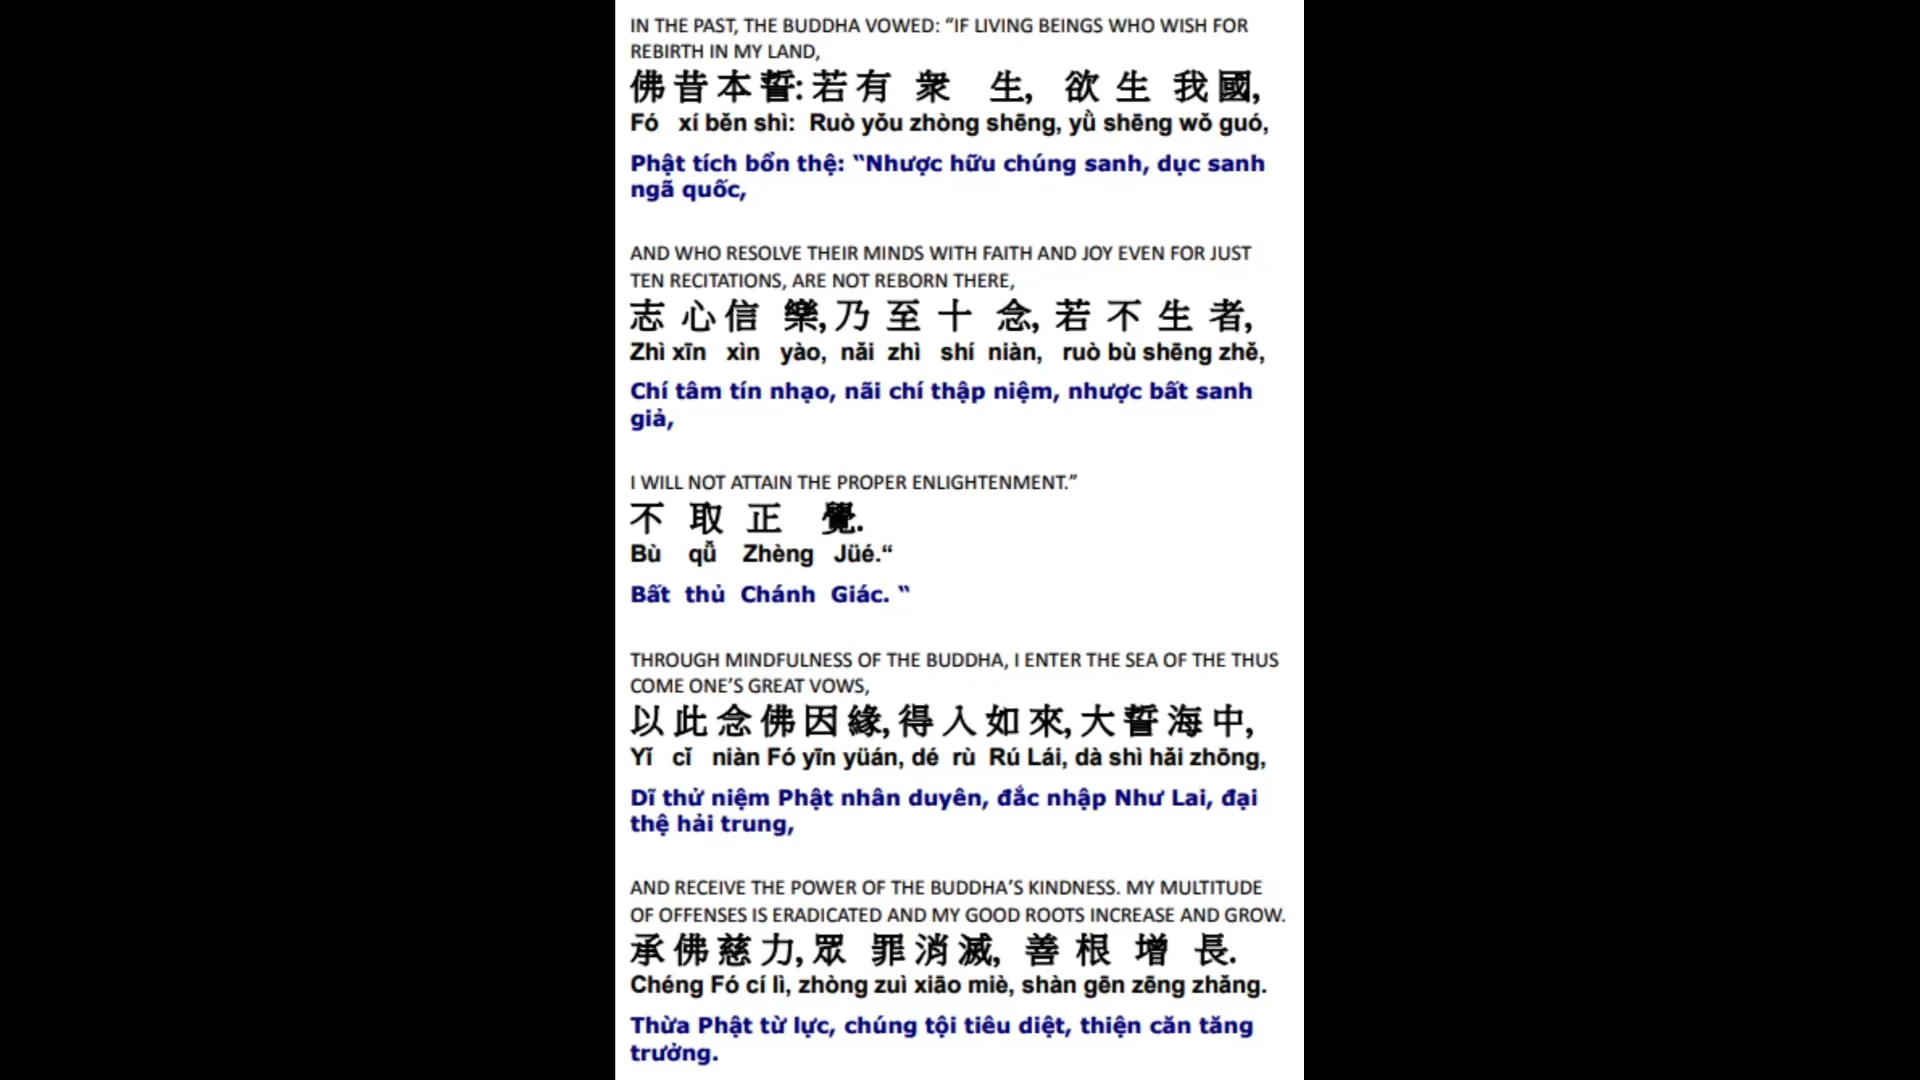 IN THE PAST, THE BUDDHA VOWED: “IF LIVING BEINGS WHO WISH FOR
REBIRTH IN MY LAND,
佛昔本誓:若有衆生,欲生我國,
Fó xí běn shì: Ruò yǒu zhòng shēng, yǜ shēng wǒ guó,
Phật tích bổn thệ: “Nhược hữu chúng sanh, dục sanh
ngã quốc,
AND WHO RESOLVE THEIR MINDS WITH FAITH AND JOY EVEN FOR JUST
TEN RECITATIONS, ARE NOT REBORN THERE,
志心信樂,乃至十念,若不生者,
Zhì xīn xìn yào, nǎi zhì shí niàn, ruò bù shēng zhě,
Chí tâm tín nhạo, nãi chí thập niệm, nhược bất sanh
giả,
I WILL NOT ATTAIN THE PROPER ENLIGHTENMENT.”
不取正覺.
Bù qǚ Zhèng Jüé.“
Bất thủ Chánh Giác. “
THROUGH MINDFULNESS OF THE BUDDHA, I ENTER THE SEA OF THE THUS
COME ONE’S GREAT VOWS,
以此念佛因緣,得入如來,大誓海中,
Yǐ cǐ niàn Fó yīn yüán, dé rù Rú Lái, dà shì hǎi zhōng,
Dĩ thử niệm Phật nhân duyên, đắc nhập Như Lai, đại
thệ hải trung,
AND RECEIVE THE POWER OF THE BUDDHA’S KINDNESS. MY MULTITUDE
OF OFFENSES IS ERADICATED AND MY GOOD ROOTS INCREASE AND GROW.
承佛慈力,眾罪消滅,善根增長.
Chéng Fó cí lì, zhòng zuì xiāo miè, shàn gēn zēng zhǎng.
Thừa Phật từ lực, chúng tội tiêu diệt, thiện căn tăng
trưởng.